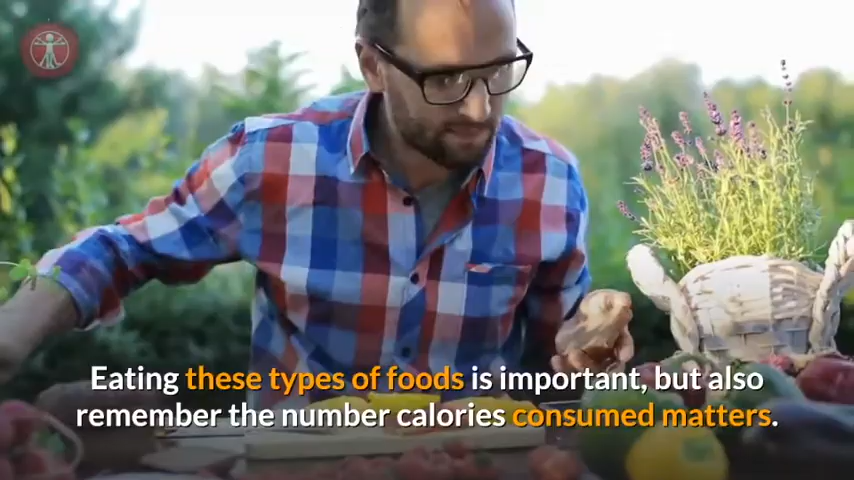 Eating these types of foods is important, but also
remember the number calories consumed matters.